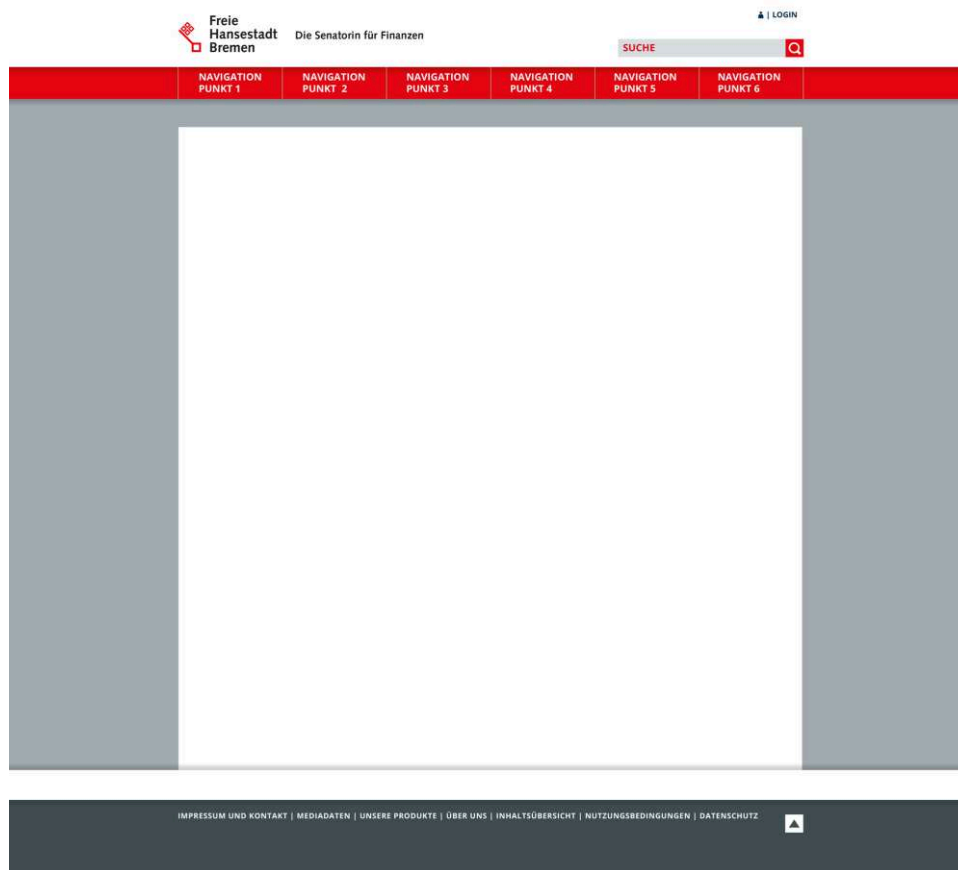 Freie
Hansestadt
Bremen
Die Senatorin für Finanzen
| LOGIN
SUCHE
NAVIGATION
PUNKT 1
NAVIGATION
PUNKT 2
NAVIGATION
PUNKT 3
NAVIGATION
PUNKT 4
NAVIGATION
PUNKT 5
NAVIGATION
PUNKT 6
IMPRESSUM UND KONTAKT | MEDIADATEN | UNSERE PRODUKTE | ÜBER UNS | INHALTSÜBERSICHT | NUTZUNGSBEDINGUNGEN | DATENSCHUTZ